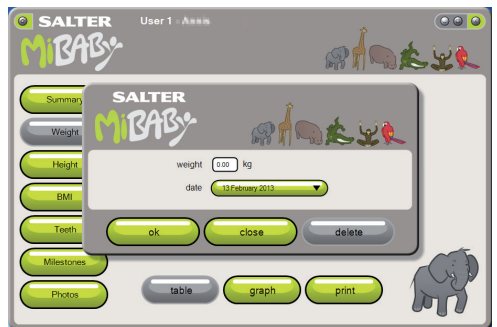 SALTER
User 1 -
MiBABy
Summary
Weight
Height
BMI
Teeth
Milestones
Photos
SALTER
MiBABy
weight 0.00 kg
date 13 February 2013
ok close delete
table graph print